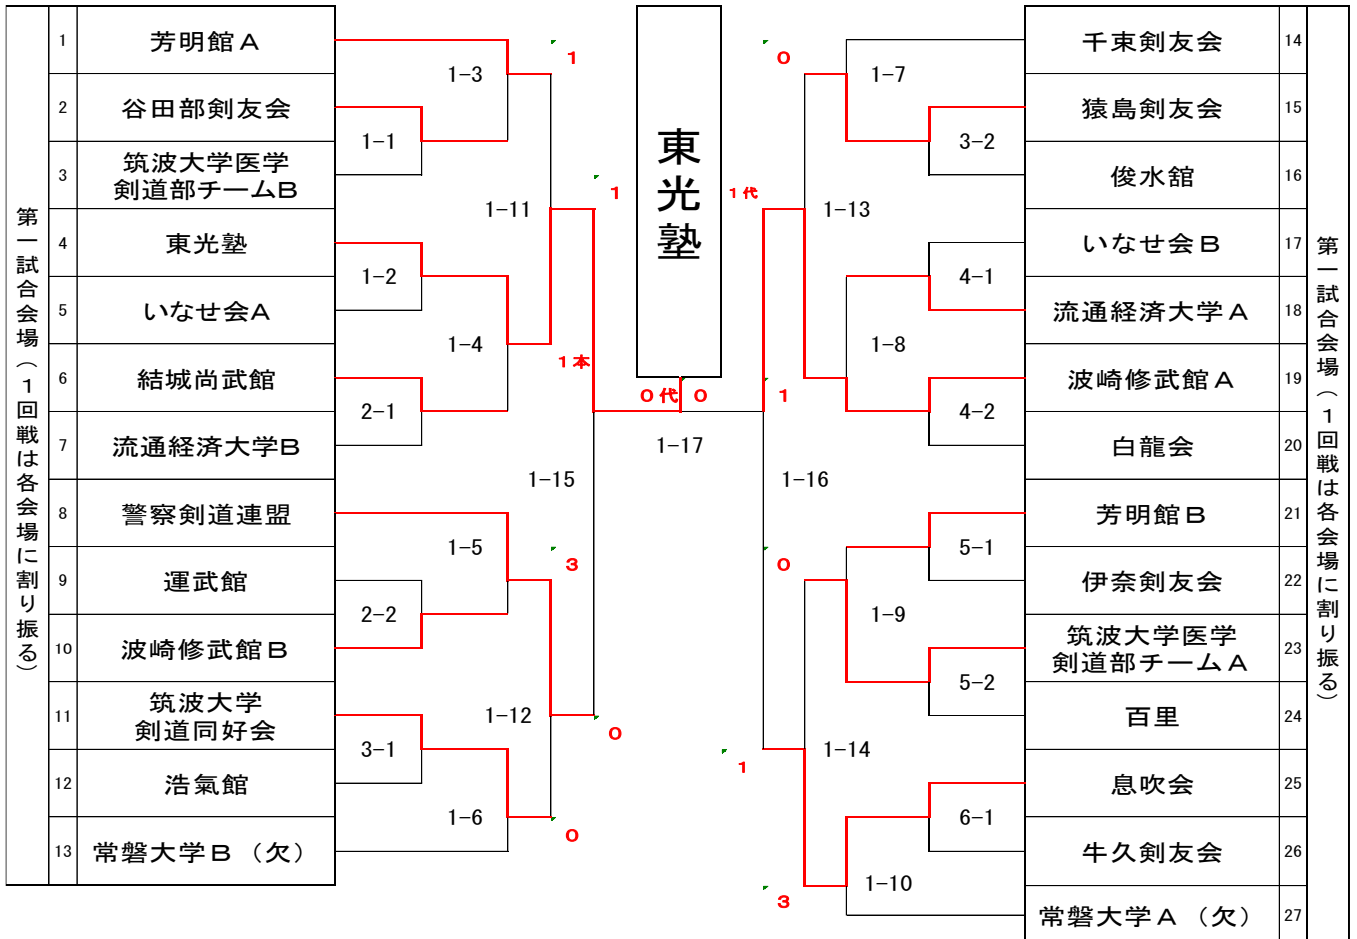 第一試合会場（1回戦は各会場に割り振る）
1 芳明館A
2 谷田部剣友会
3 筑波大学医学
剣道部チームB
4 東光塾
5 いなせ会A
6 結城尚武館
7 流通経済大学B
8 警察剣道連盟
9 運武館
10 波崎修武館B
11 筑波大学
剣道同好会
12 浩氣館
13 常磐大学B（欠）
1-1
1-2
2-1
2-2
3-1
1-3
1-4
1-5
1-6
1-11
1-12
1-15
1
1
1本
3
0
0
東光塾
0代 0
1-17
0
1代
1
0
1
3
1-16
1-13
1-14
1-7
1-8
1-9
1-10
3-2
4-1
4-2
5-1
5-2
6-1
千束剣友会 14
猿島剣友会 15
俊水舘 16
いなせ会B 17
流通経済大学A 18
波崎修武館A 19
白龍会 20
芳明館B 21
伊奈剣友会 22
筑波大学医学
剣道部チームA 23
百里 24
息吹会 25
牛久剣友会 26
常磐大学A（欠） 27
第一試合会場（1回戦は各会場に割り振る）